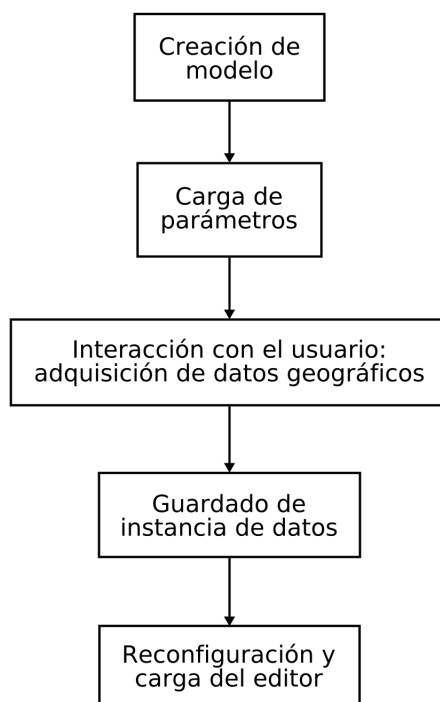 Creación de
modelo
Carga de
parámetros
Interacción con el usuario:
adquisición de datos geográficos
Guardado de
instancia de datos
Reconfiguración y
carga del editor